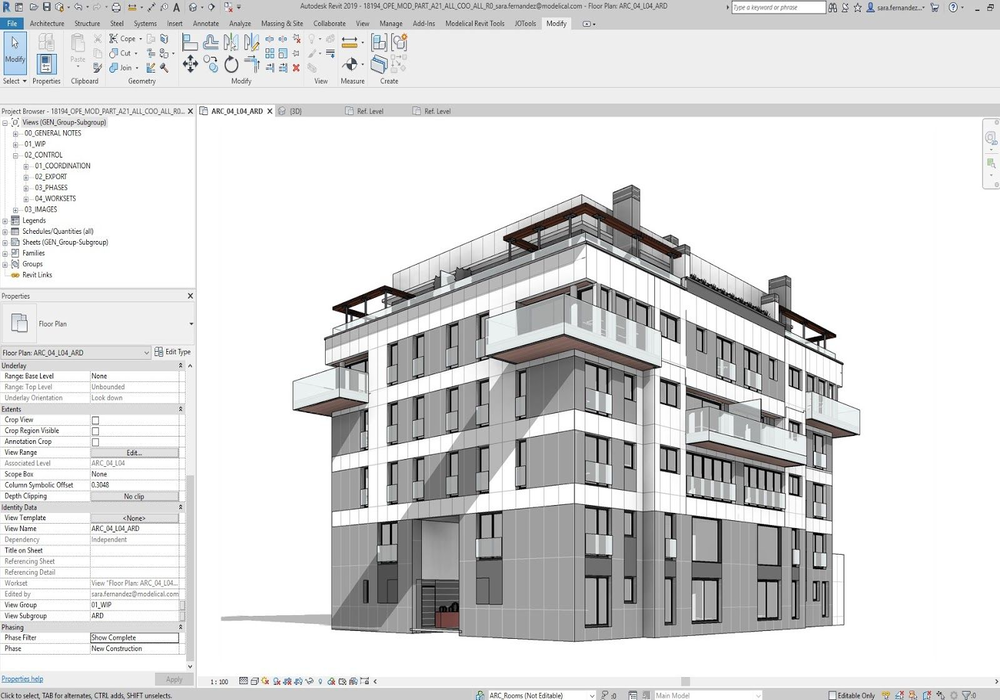 Autodesk Revit 2019 - 18194_OPE_MOD_PART_A21_ALL_COO_ALL_R0_sara.fernandez@modelical.com - Floor Plan: ARC_04_L04_ARD
Type a keyword or phrase
sara.fernandez...
File Architecture Structure Steel Systems Insert Annotate Analyze Massing & Site Collaborate View Manage Add-Ins Modelical Revit Tools JOTools Modify
Modify
Properties
Paste
Cope
Cut
Join
Select Properties Clipboard Geometry Modify View Measure Create
Project Browser - 18194_OPE_MOD_PART_A21_ALL_COO_ALL_R0...
ARC_04_L04_ARD
{3D}
Ref. Level
Ref. Level
Views (GEN_Group-Subgroup)
00_GENERAL NOTES
01_WIP
02_CONTROL
01_COORDINATION
02_EXPORT
03_PHASES
04_WORKSETS
03_IMAGES
Legends
Schedules/Quantities (all)
Sheets (GEN_Group-Subgroup)
Families
Groups
Revit Links
Properties
Floor Plan
Floor Plan: ARC_04_L04_ARD
Edit Type
Underlay
Range: Base Level None
Range: Top Level Unbounded
Underlay Orientation Look down
Extents
Crop View
Crop Region Visible
Annotation Crop
View Range Edit...
Associated Level ARC_04_L04
Scope Box None
Column Symbolic Offset 0.3048
Depth Clipping No clip
Identity Data
View Template <None>
View Name ARC_04_L04_ARD
Dependency Independent
Title on Sheet
Referencing Sheet
Referencing Detail
Workset View "Floor Plan: ARC_04_L04...
Edited by sara.fernandez@modelical.com
View Group 01_WIP
View Subgroup ARD
Phasing
Phase Filter Show Complete
Phase New Construction
Properties help
Apply
1 : 100
Click to select, TAB for alternates, CTRL adds, SHIFT unselects.
ARC_Rooms (Not Editable)
:0
Main Model
Editable Only
:0